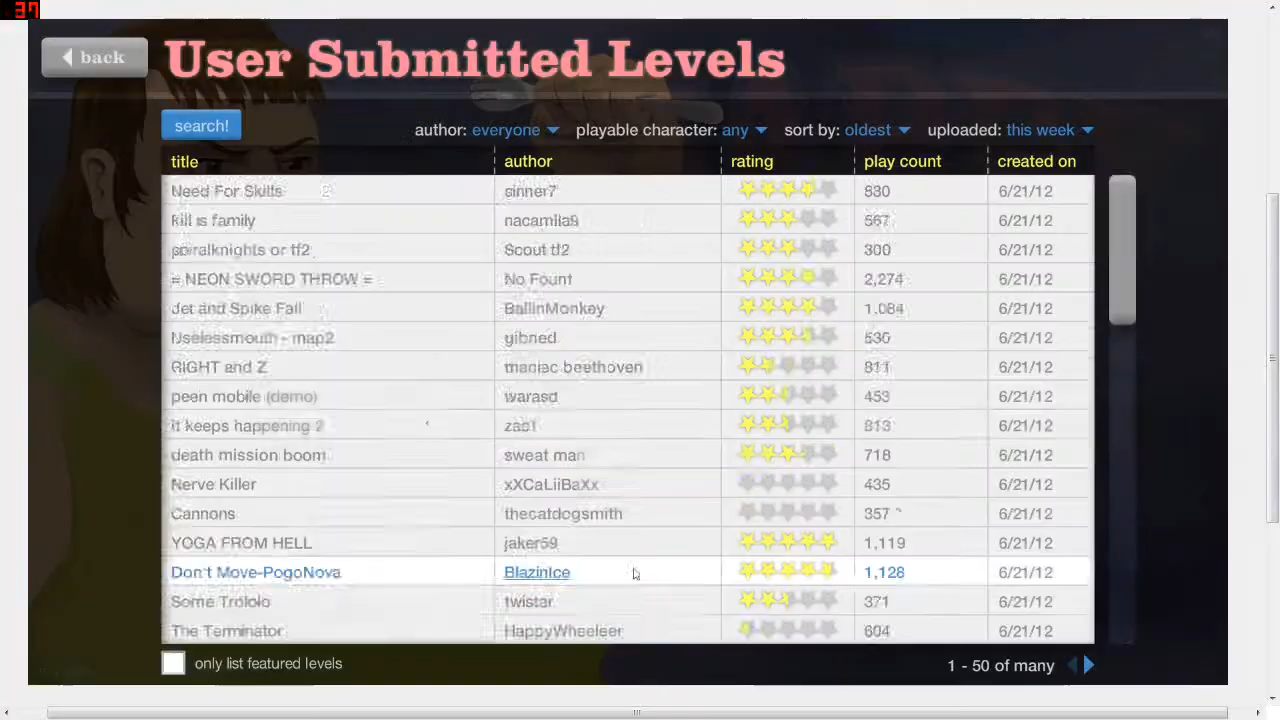 37
back
User Submitted Levels
search!
author: everyone playable character: any sort by: oldest uploaded: this week
title author rating play count created on
Need For Skills sinner7 830 6/21/12
kill is family nacamila9 567 6/21/12
spiralknights or tf2 Scout tf2 300 6/21/12
= NEON SWORD THROW = No Fount 2,274 6/21/12
Jet and Spike Fall BallinMonkey 1,084 6/21/12
Nselessmouth - map2 gibned 530 6/21/12
RIGHT and Z maniac beethoven 811 6/21/12
peen mobile (demo) warasd 453 6/21/12
it keeps happening 2 zac1 813 6/21/12
death mission boom sweat man 718 6/21/12
Nerve Killer xXCaLiiBaXx 435 6/21/12
Cannons thecatdogsmith 357 6/21/12
YOGA FROM HELL jaker59 1,119 6/21/12
Don't Move-PogoNova BlazinIce 1,128 6/21/12
Some Trololo twistar 371 6/21/12
The Terminator HappyWheeleer 604 6/21/12
only list featured levels 1 - 50 of many